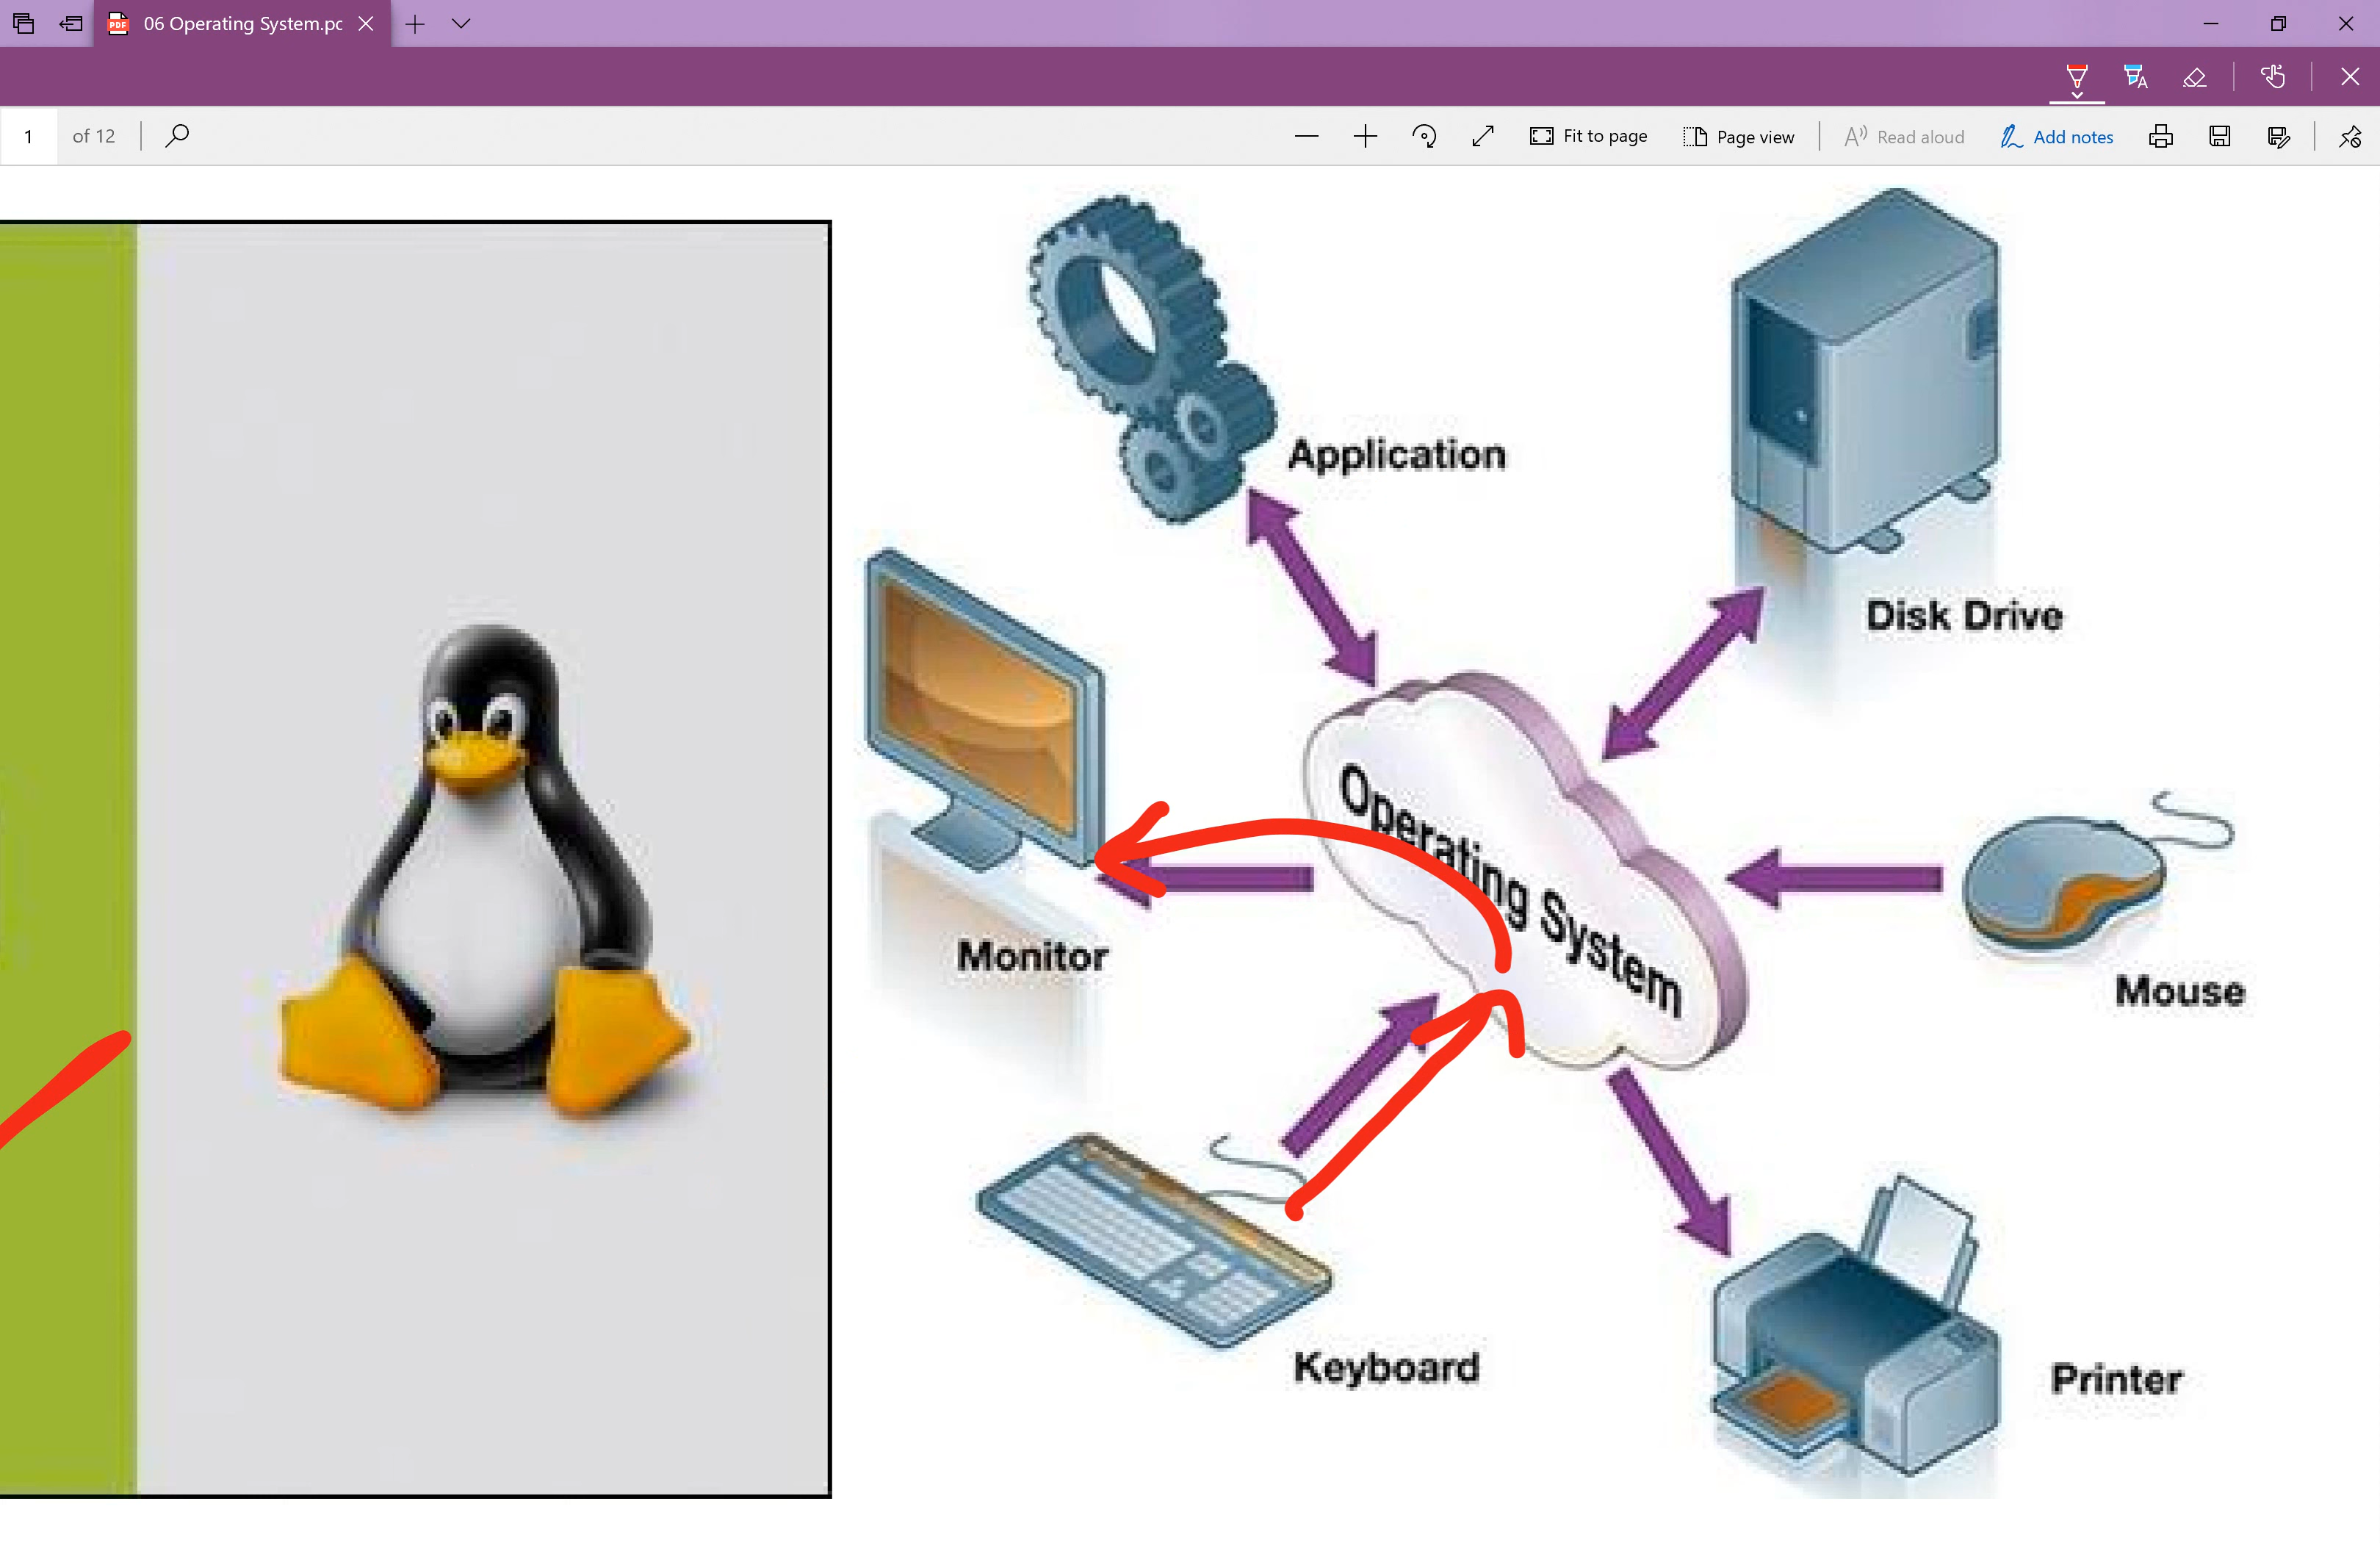 06 Operating System.pc
1 of 12
Fit to page
Page view
Read aloud
Add notes
Application
Disk Drive
Operating System
Monitor
Mouse
Keyboard
Printer